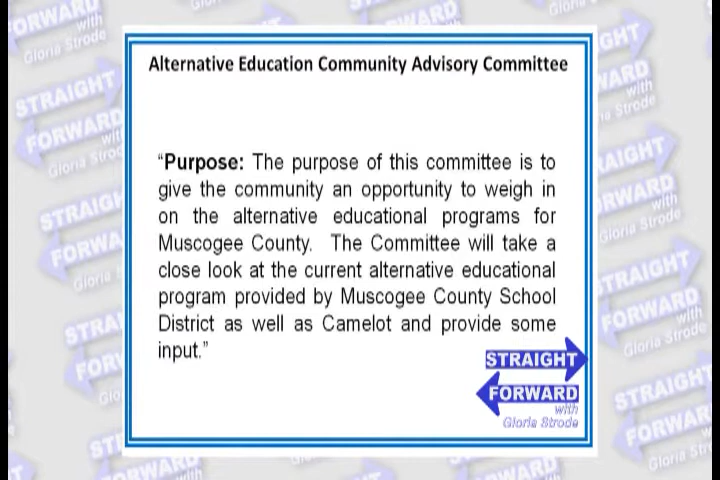 Alternative Education Community Advisory Committee
“Purpose: The purpose of this committee is to
give the community an opportunity to weigh in
on the alternative educational programs for
Muscogee County. The Committee will take a
close look at the current alternative educational
program provided by Muscogee County School
District as well as Camelot and provide some
input.”
STRAIGHT
FORWARD
with
Gloria Strode